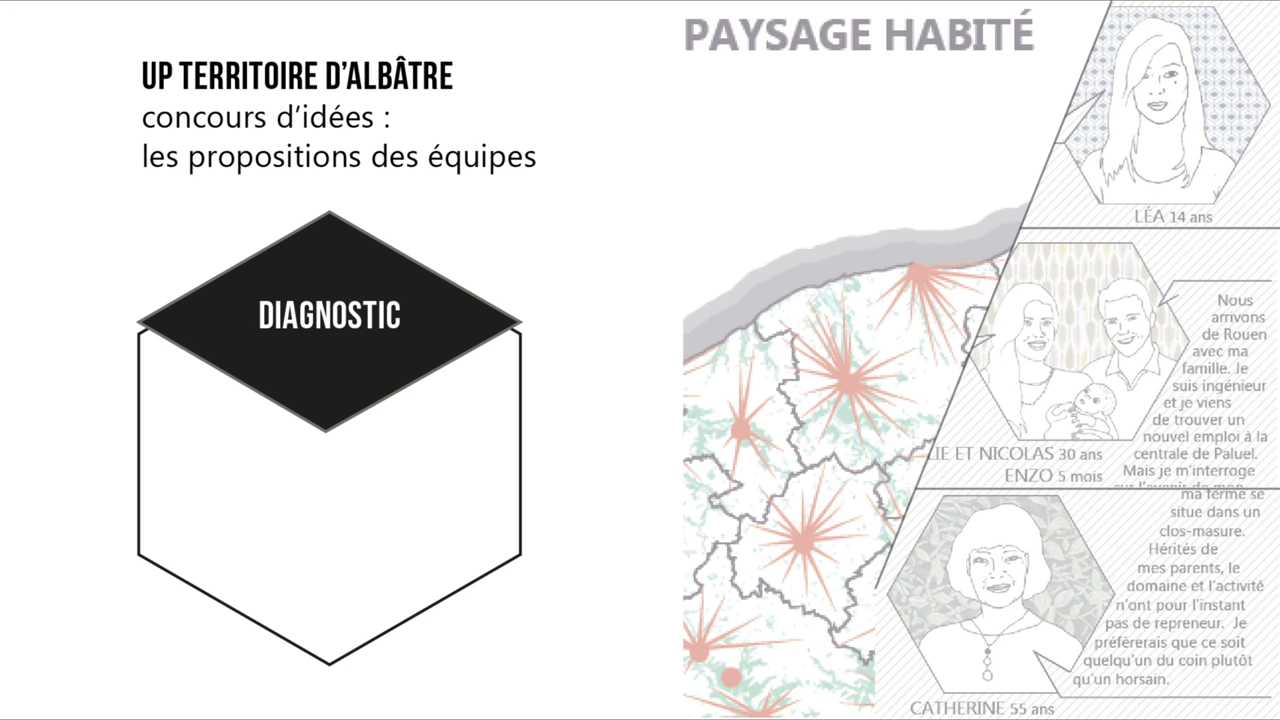 UP TERRITOIRE D’ALBÂTRE
concours d’idées :
les propositions des équipes
DIAGNOSTIC
PAYSAGE HABITÉ
LÉA 14 ans
Nous
arrivons
de Rouen
avec ma
famille. Je
suis ingénieur
et je viens
de trouver un
nouvel emploi à la
centrale de Paluel.
Mais je m’interroge
ET NICOLAS 30 ans
ENZO 5 mois
ma ferme se
situe dans un
clos-masure.
Hérités de
mes parents, le
domaine et l’activité
n’ont pour l’instant
pas de repreneur. Je
préférerais que ce soit
quelqu’un du coin plutôt
qu’un horsain.
CATHERINE 55 ans